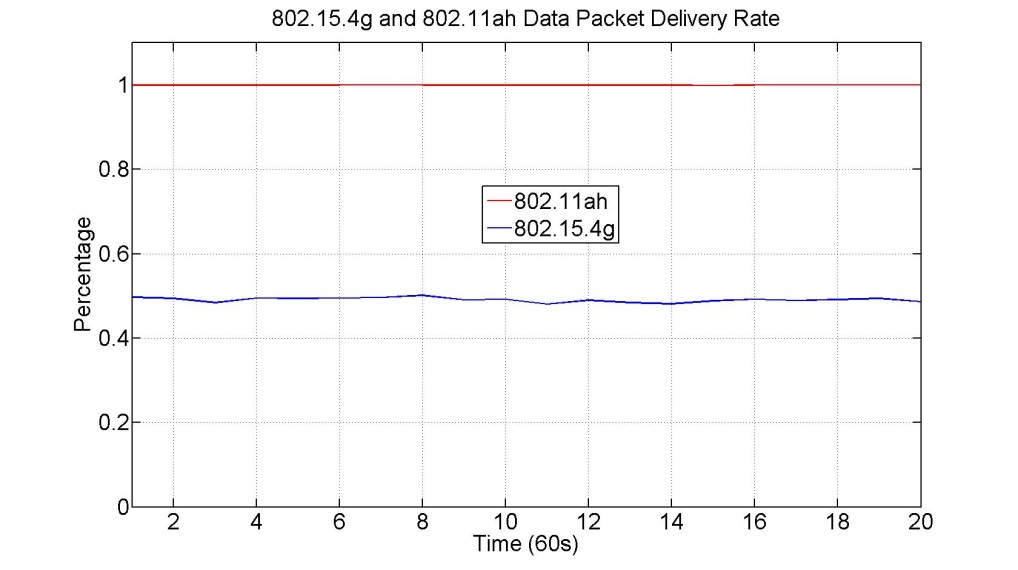 802.15.4g and 802.11ah Data Packet Delivery Rate
1
0.8
0.6
0.4
0.2
0
Percentage
802.11ah
802.15.4g
2 4 6 8 10 12 14 16 18 20
Time (60s)